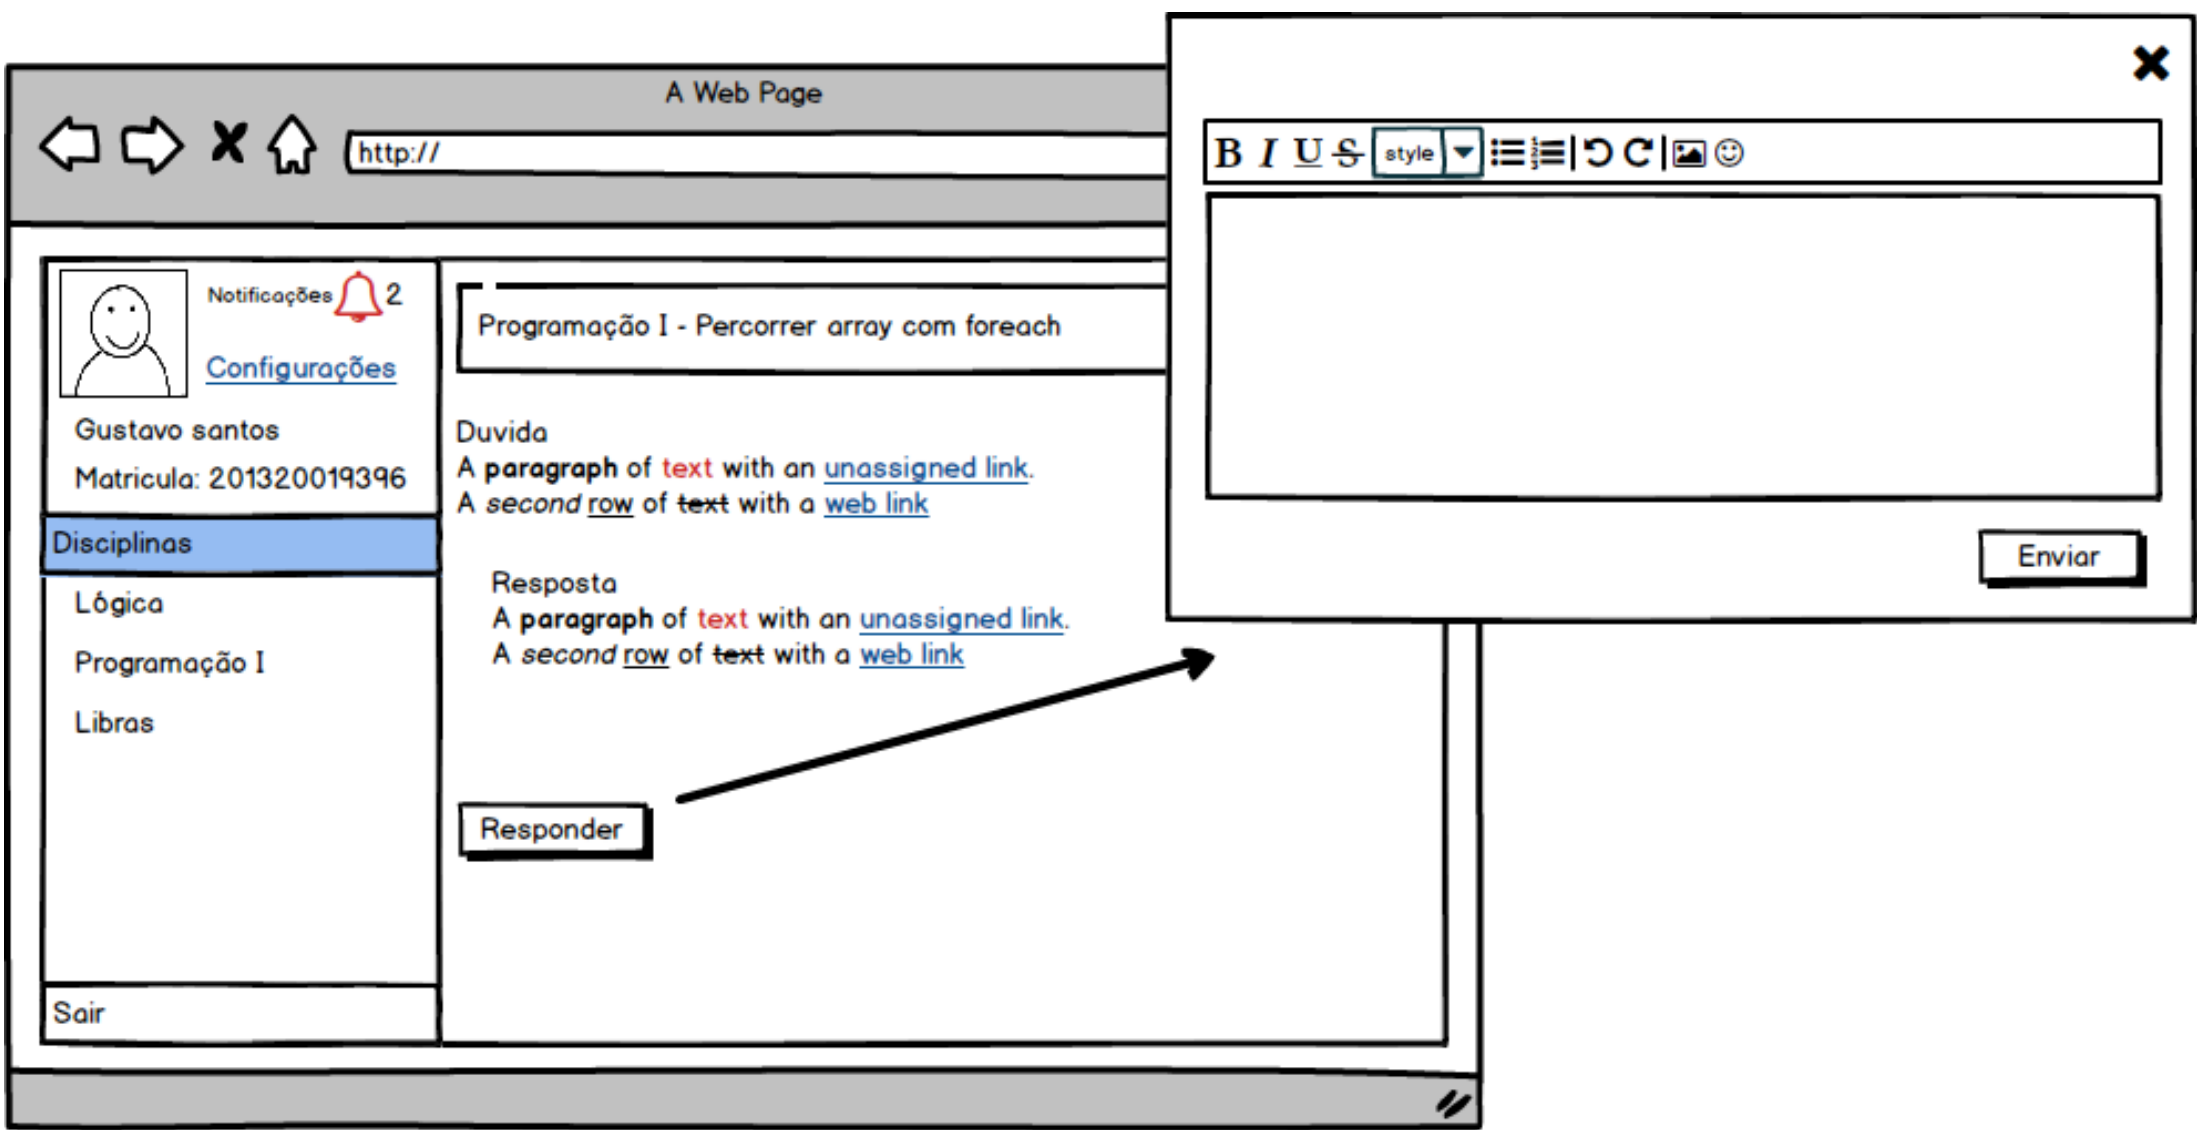 A Web Page
http://
Notificações 2
Configurações
Gustavo santos
Matricula: 201320019396
Disciplinas
Lógica
Programação I
Libras
Sair
Programação I - Percorrer array com foreach
Duvida
A paragraph of text with an unassigned link.
A second row of text with a web link
Resposta
A paragraph of text with an unassigned link.
A second row of text with a web link
Responder
B I U S style
Enviar